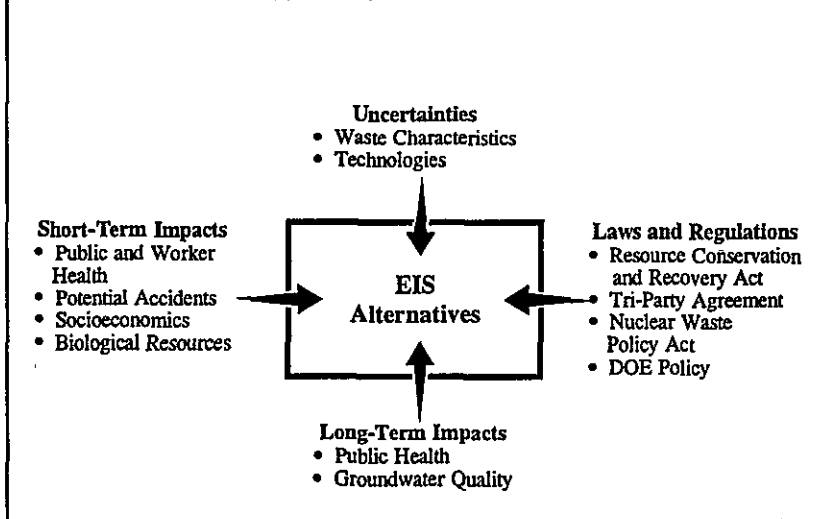 Uncertainties
• Waste Characteristics
• Technologies
Short-Term Impacts
• Public and Worker
Health
• Potential Accidents
• Socioeconomics
• Biological Resources
EIS
Alternatives
Laws and Regulations
• Resource Conservation
and Recovery Act
• Tri-Party Agreement
• Nuclear Waste
Policy Act
• DOE Policy
Long-Term Impacts
• Public Health
• Groundwater Quality